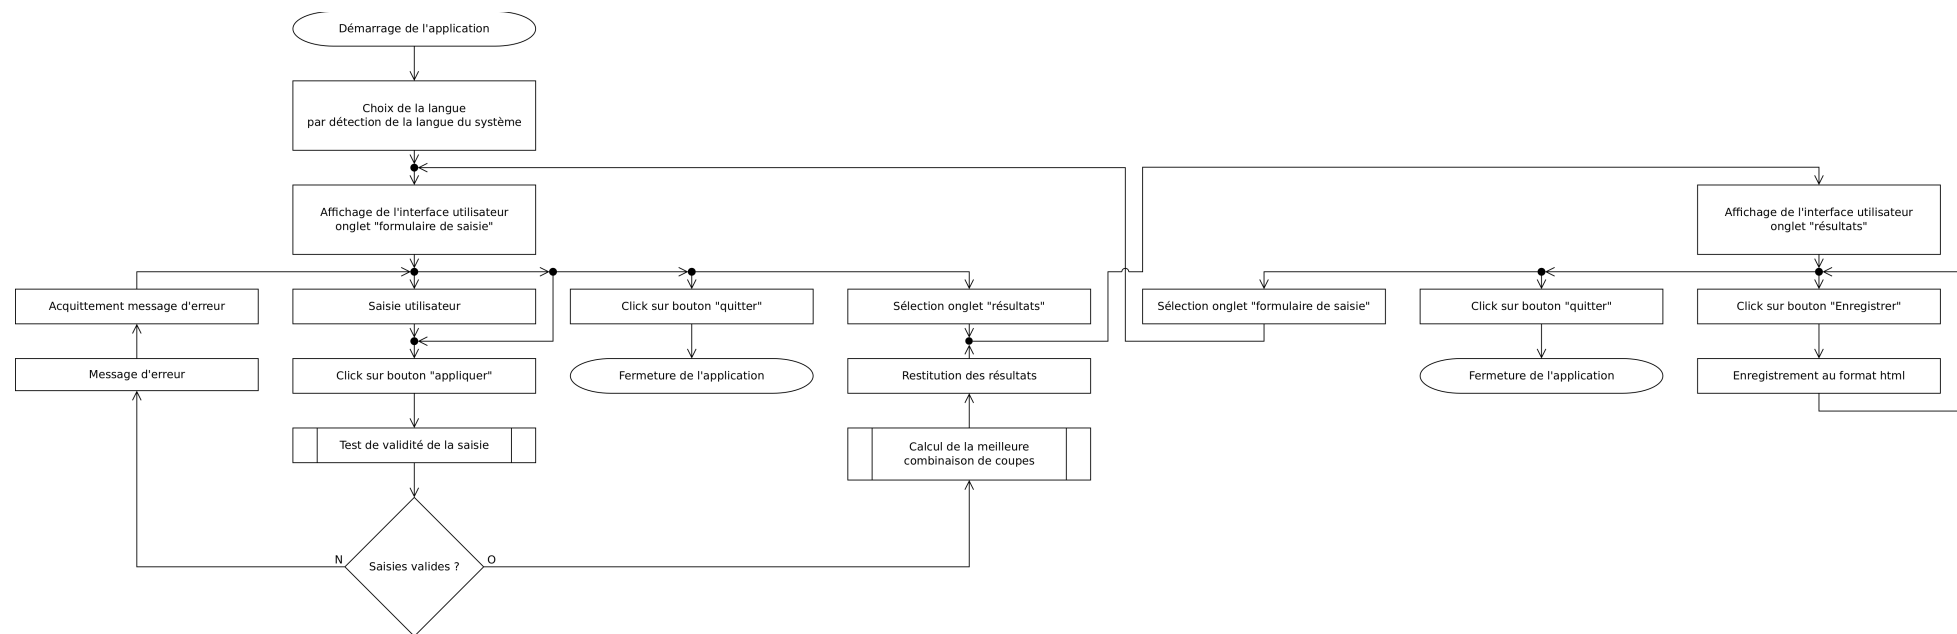 Démarrage de l'application
Choix de la langue
par détection de la langue du système
Affichage de l'interface utilisateur
onglet "formulaire de saisie"
Affichage de l'interface utilisateur
onglet "résultats"
Acquittement message d'erreur
Saisie utilisateur
Click sur bouton "quitter"
Sélection onglet "résultats"
Sélection onglet "formulaire de saisie"
Click sur bouton "quitter"
Click sur bouton "Enregistrer"
Message d'erreur
Click sur bouton "appliquer"
Fermeture de l'application
Restitution des résultats
Fermeture de l'application
Enregistrement au format html
Test de validité de la saisie
Calcul de la meilleure
combinaison de coupes
N
O
Saisies valides ?